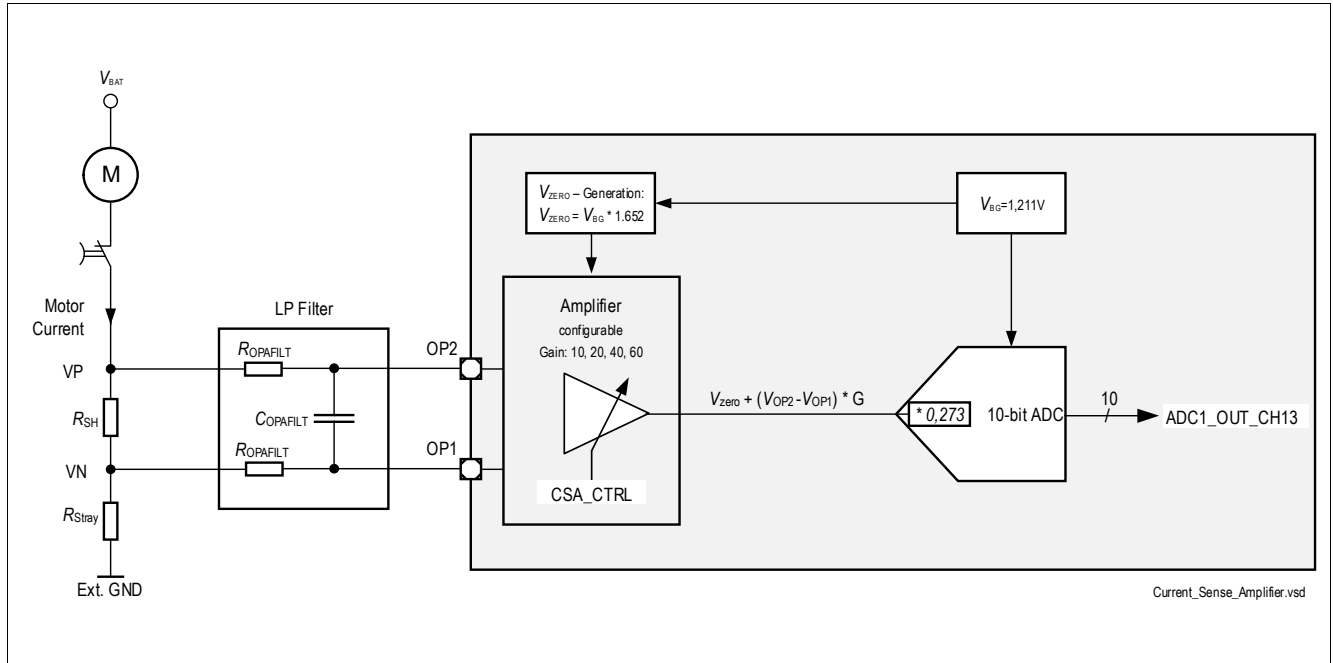 VBAT
M
Motor
Current
VP
RSH
VN
RStray
Ext. GND
LP Filter
ROPAFILT
COPAFILT
ROPAFILT
OP2
OP1
VZERO – Generation:
VZERO = VBG * 1.652
VBG=1,211V
Amplifier
configurable
Gain: 10, 20, 40, 60
CSA_CTRL
Vzero + (VOP2 -VOP1) * G
* 0,273
10-bit ADC
10
ADC1_OUT_CH13
Current_Sense_Amplifier.vsd